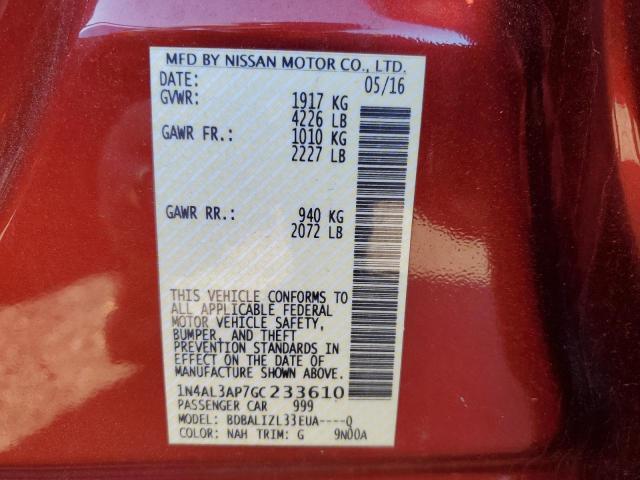 MFD BY NISSAN MOTOR CO., LTD.
DATE: 05/16
GVWR: 1917 KG
4226 LB
GAWR FR.: 1010 KG
2227 LB
GAWR RR.: 940 KG
2072 LB
THIS VEHICLE CONFORMS TO
ALL APPLICABLE FEDERAL
MOTOR VEHICLE SAFETY,
BUMPER, AND THEFT
PREVENTION STANDARDS IN
EFFECT ON THE DATE OF
MANUFACTURE SHOWN ABOVE.
1N4AL3AP7GC233610
PASSENGER CAR 999
MODEL: BDBALIZL33EUA----Q
COLOR: NAH TRIM: G 9N00A